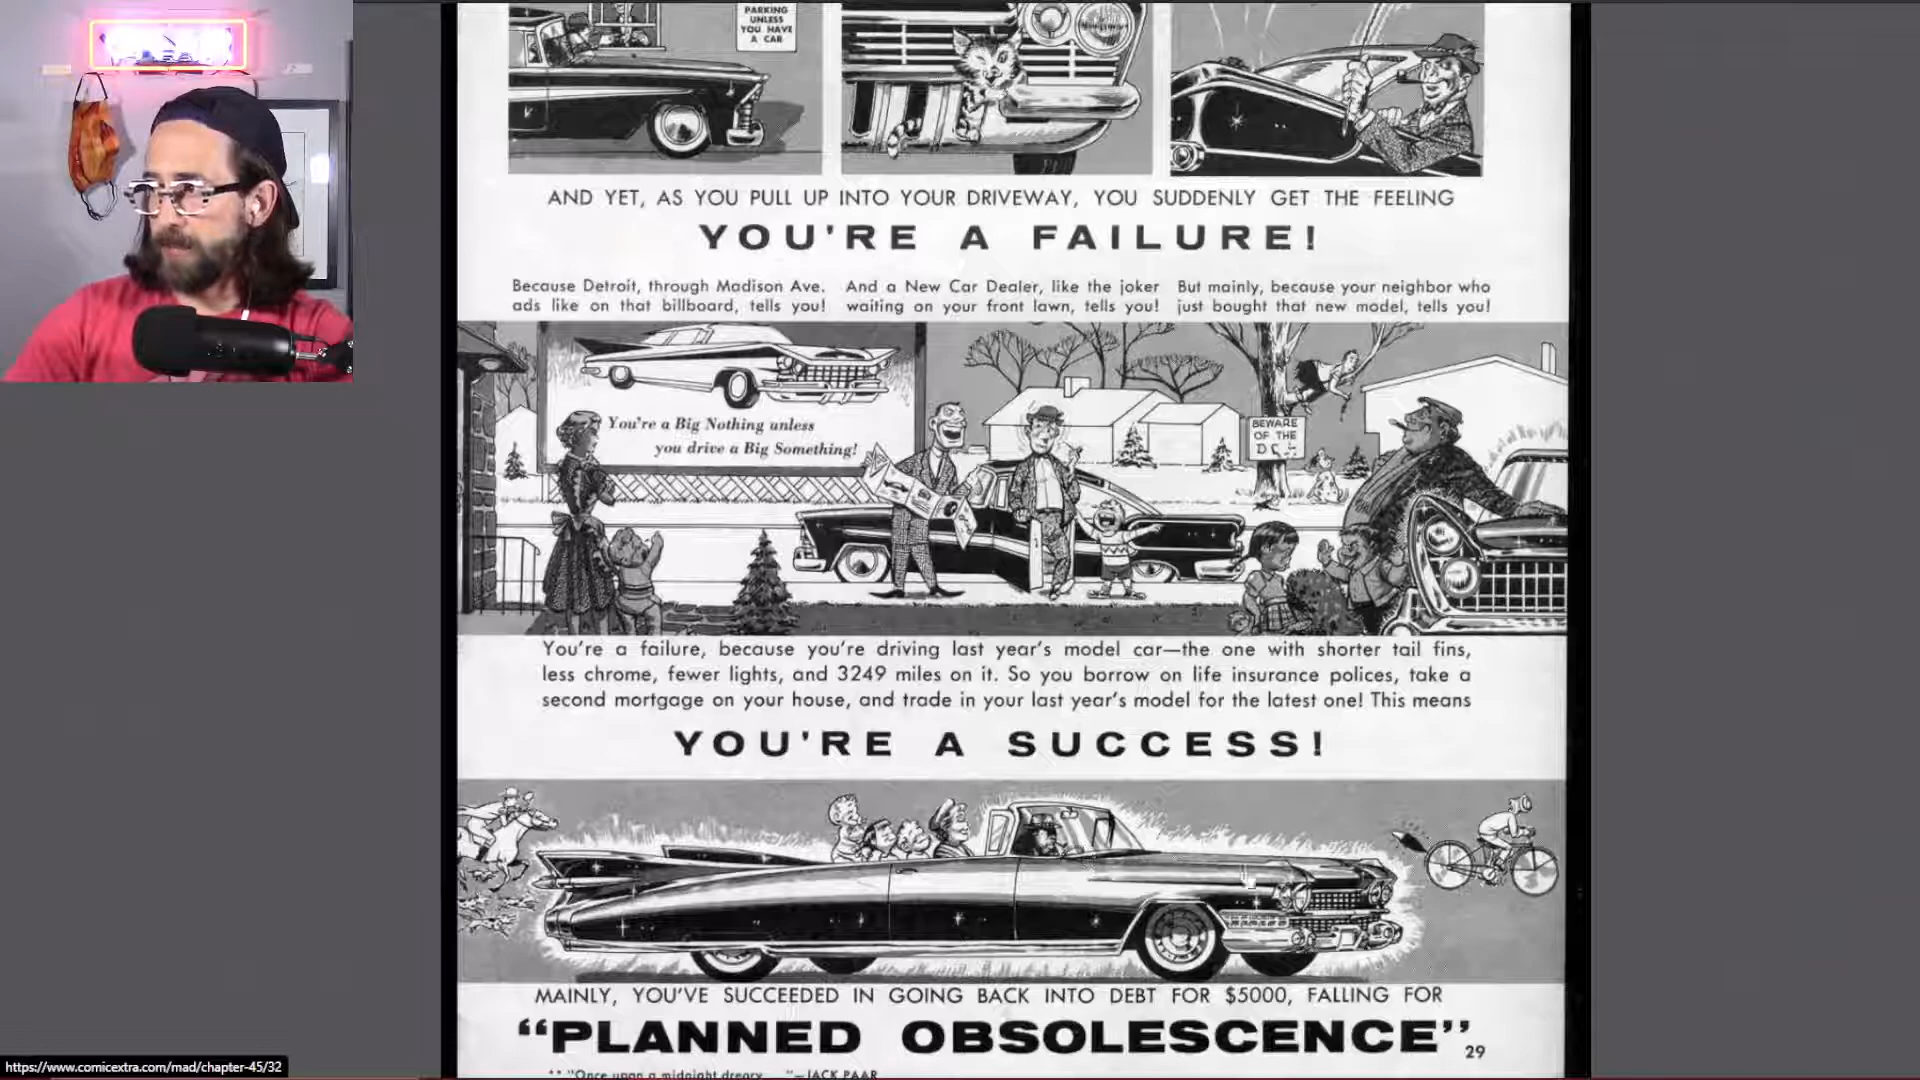 PARKING
UNLESS
YOU HAVE
A CAR
AND YET, AS YOU PULL UP INTO YOUR DRIVEWAY, YOU SUDDENLY GET THE FEELING
YOU'RE A FAILURE!
Because Detroit, through Madison Ave.
ads like on that billboard, tells you!
And a New Car Dealer, like the joker
waiting on your front lawn, tells you!
But mainly, because your neighbor who
just bought that new model, tells you!
You're a Big Nothing unless
you drive a Big Something!
BEWARE
OF THE
You're a failure, because you're driving last year's model car—the one with shorter tail fins,
less chrome, fewer lights, and 3249 miles on it. So you borrow on life insurance polices, take a
second mortgage on your house, and trade in your last year's model for the latest one! This means
YOU'RE A SUCCESS!
MAINLY, YOU'VE SUCCEEDED IN GOING BACK INTO DEBT FOR $5000, FALLING FOR
"PLANNED OBSOLESCENCE"
29
** "Once upon a midnight dreary . . . "—JACK PAAR
https://www.comicextra.com/mad/chapter-45/32